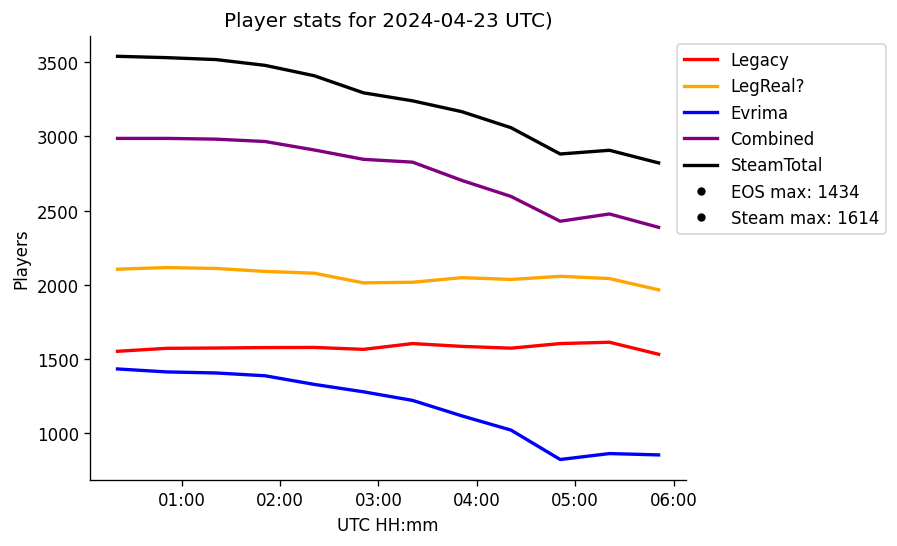 Player stats for 2024-04-23 UTC)
Players
3500
3000
2500
2000
1500
1000
01:00 02:00 03:00 04:00 05:00 06:00
UTC HH:mm
Legacy
LegReal?
Evrima
Combined
SteamTotal
EOS max: 1434
Steam max: 1614